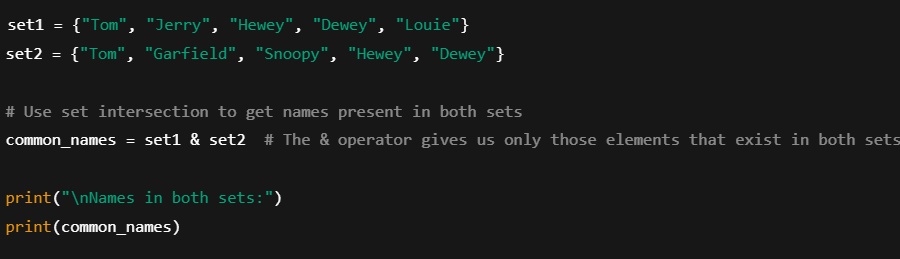 set1 = {"Tom", "Jerry", "Hewey", "Dewey", "Louie"}
set2 = {"Tom", "Garfield", "Snoopy", "Hewey", "Dewey"}
# Use set intersection to get names present in both sets
common_names = set1 & set2  # The & operator gives us only those elements that exist in both sets
print("\nNames in both sets:")
print(common_names)